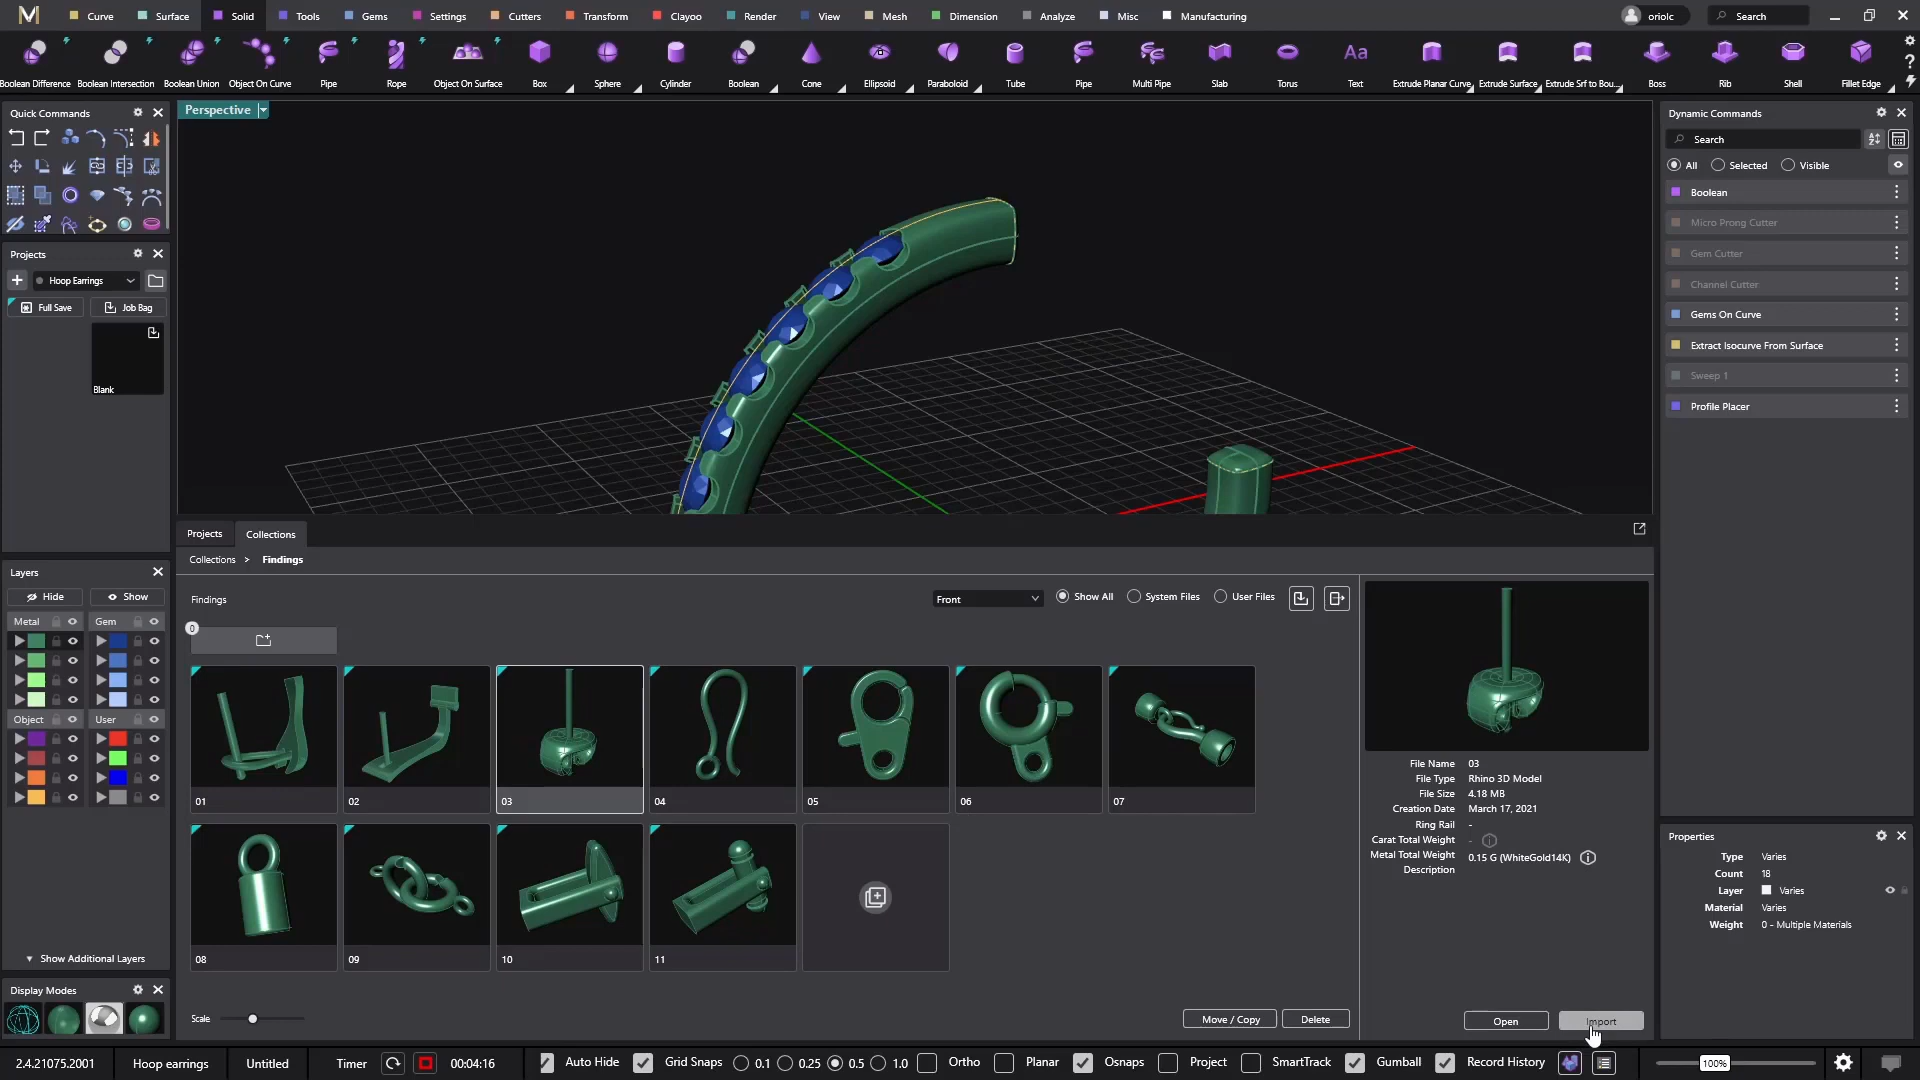 Curve Surface Solid Tools Gems Settings Cutters Transform Clayoo Render View Mesh Dimension Analyze Misc Manufacturing oriolc Search
Boolean Difference Boolean Intersection Boolean Union Object On Curve Pipe Rope Object On Surface Box Sphere Cylinder Boolean Cone Ellipsoid Paraboloid Tube Pipe Multi Pipe Slab Torus Text Extrude Planar Curve Extrude Surface Extrude Srf to Bou... Boss Rib Shell Fillet Edge
Quick Commands
Perspective
Projects
Hoop Earrings
Full Save Job Bag
Blank
Layers
Hide Show
Metal Gem
Object User
Show Additional Layers
Display Modes
Projects Collections
Collections > Findings
Findings
Front Show All System Files User Files
0
01 02 03 04 05 06 07
08 09 10 11
Scale
Move / Copy Delete
File Name 03
File Type Rhino 3D Model
File Size 4.18 MB
Creation Date March 17, 2021
Ring Rail -
Carat Total Weight -
Metal Total Weight 0.15 G (WhiteGold14K)
Description
Open Import
Dynamic Commands
Search
All Selected Visible
Boolean
Micro Prong Cutter
Gem Cutter
Channel Cutter
Gems On Curve
Extract Isocurve From Surface
Sweep 1
Profile Placer
Properties
Type Varies
Count 18
Layer Varies
Material Varies
Weight 0 - Multiple Materials
2.4.21075.2001 Hoop earrings Untitled Timer 00:04:16 Auto Hide Grid Snaps 0.1 0.25 0.5 1.0 Ortho Planar Osnaps Project SmartTrack Gumball Record History 100%